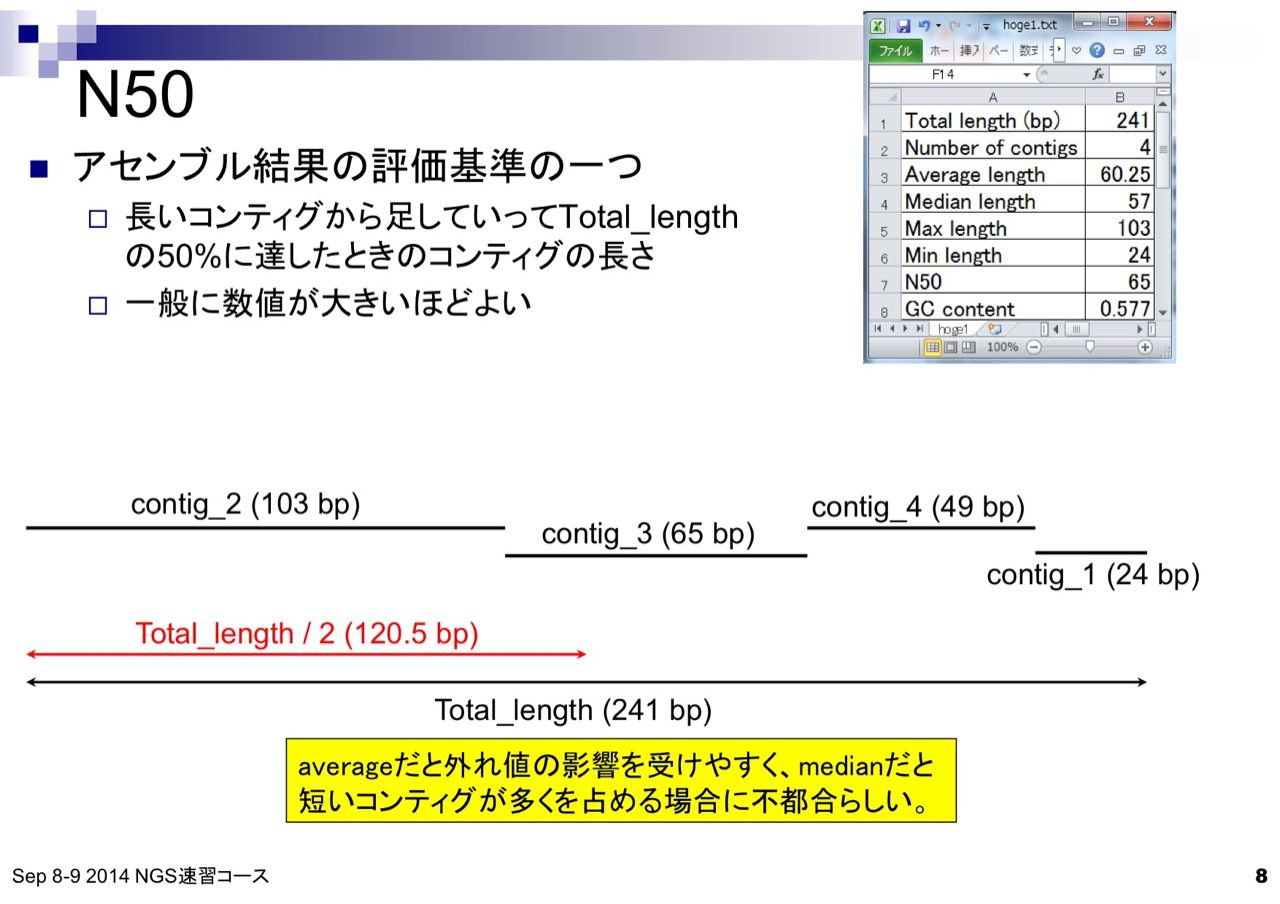 N50
アセンブル結果の評価基準の一つ
長いコンティグから足していってTotal_length
の50%に達したときのコンティグの長さ
一般に数値が大きいほどよい
hoge1.txt
ファイル ホー 挿入 ペー 数式
F14 fx
A B
1 Total length (bp) 241
2 Number of contigs 4
3 Average length 60.25
4 Median length 57
5 Max length 103
6 Min length 24
7 N50 65
8 GC content 0.577
hoge1
100%
contig_2 (103 bp)
contig_3 (65 bp)
contig_4 (49 bp)
contig_1 (24 bp)
Total_length / 2 (120.5 bp)
Total_length (241 bp)
averageだと外れ値の影響を受けやすく、medianだと
短いコンティグが多くを占める場合に不都合らしい。
Sep 8-9 2014 NGS速習コース
8